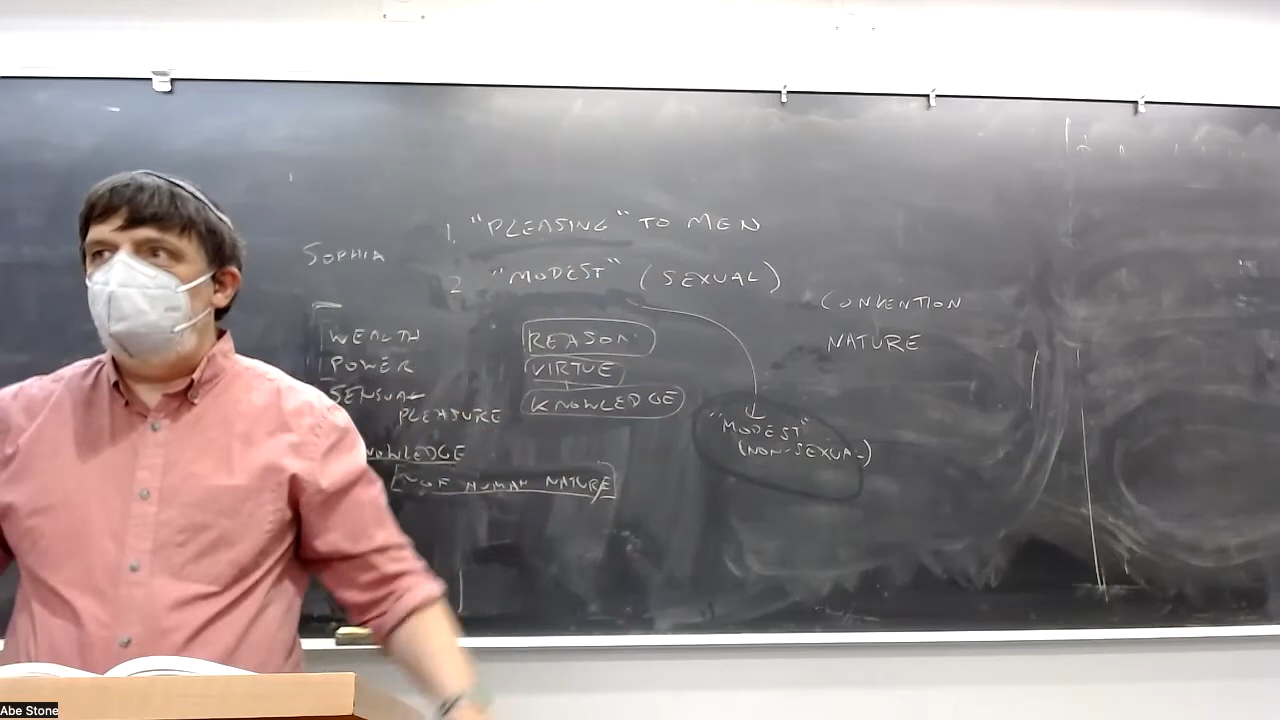 1. "PLEASING" TO MEN
SOPHIA
2 "MODEST" (SEXUAL)
CONVENTION
NATURE
WEALTH
POWER
SENSUAL
PLEASURE
NOWLEDGE
OF HUMAN NATURE
REASON
VIRTUE
KNOWLEDGE
"MODEST"
(NON-SEXUAL)
Abe Stone